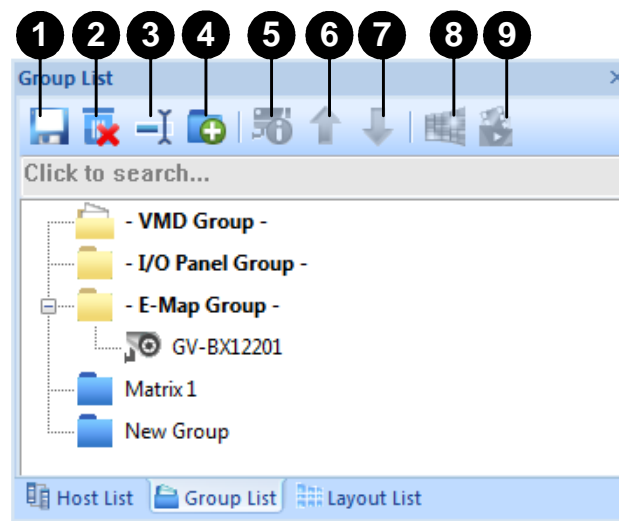 1 2 3 4 5 6 7 8 9
Group List
Click to search...
- VMD Group -
- I/O Panel Group -
- E-Map Group -
GV-BX12201
Matrix 1
New Group
Host List Group List Layout List